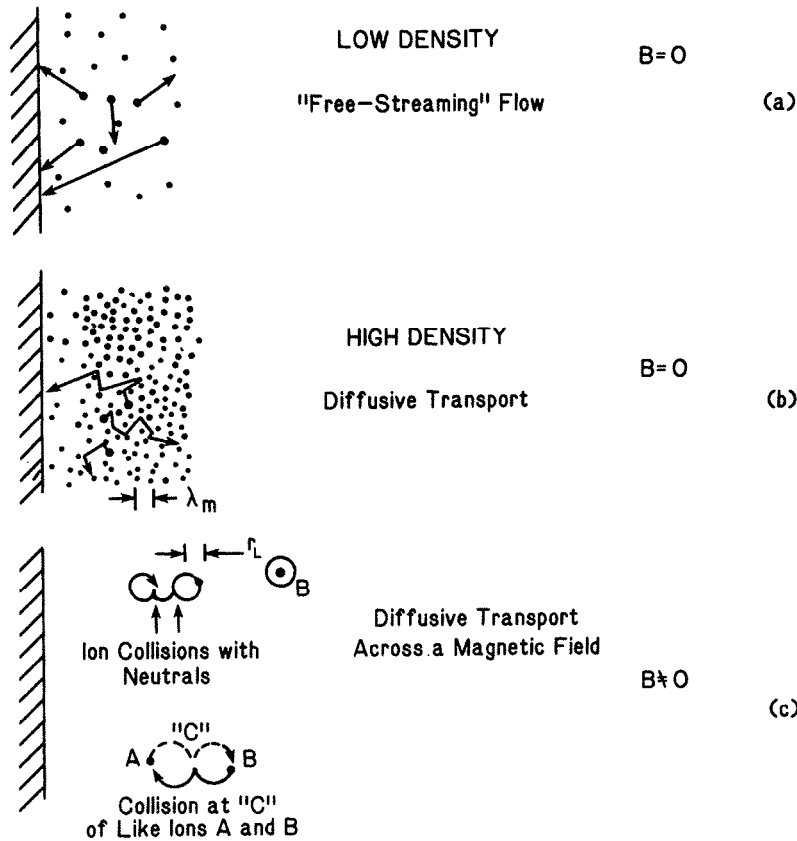 LOW DENSITY
B=O
"Free-Streaming" Flow
(a)
HIGH DENSITY
B=O
Diffusive Transport
(b)
λm
rL
B
Ion Collisions with
Neutrals
Diffusive Transport
Across a Magnetic Field
B≠O
(c)
"C"
A
B
Collision at "C"
of Like Ions A and B